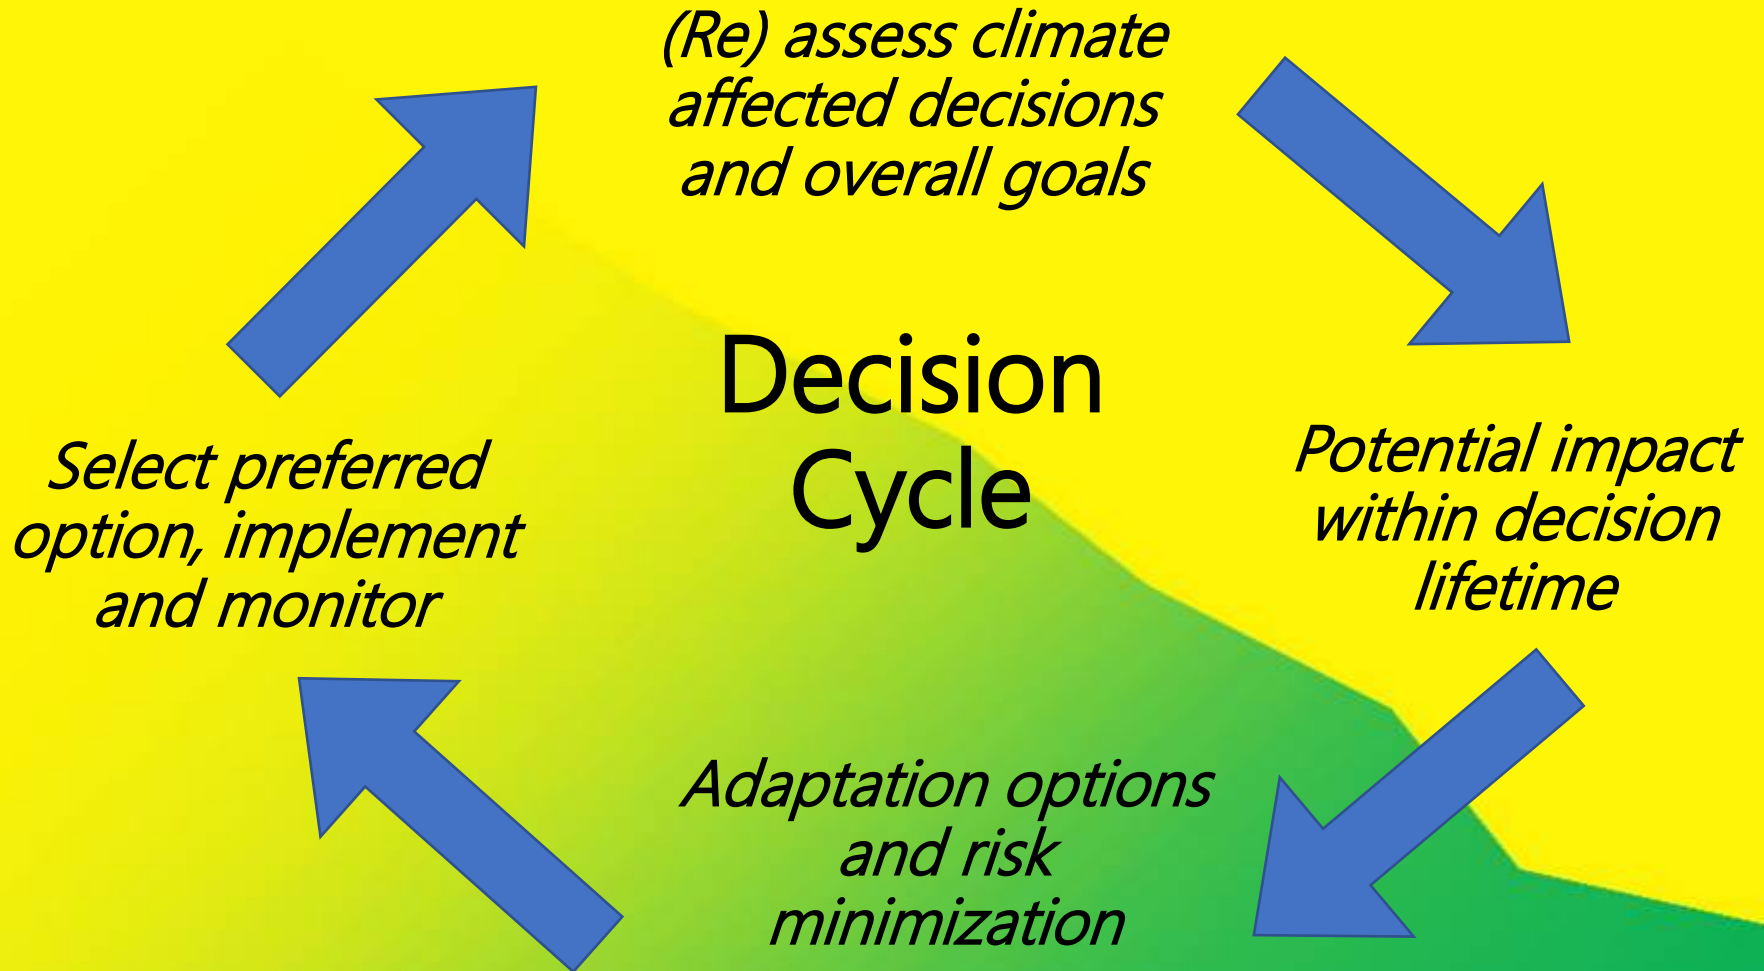 (Re) assess climate
affected decisions
and overall goals
Decision
Cycle
Potential impact
within decision
lifetime
Select preferred
option, implement
and monitor
Adaptation options
and risk
minimization